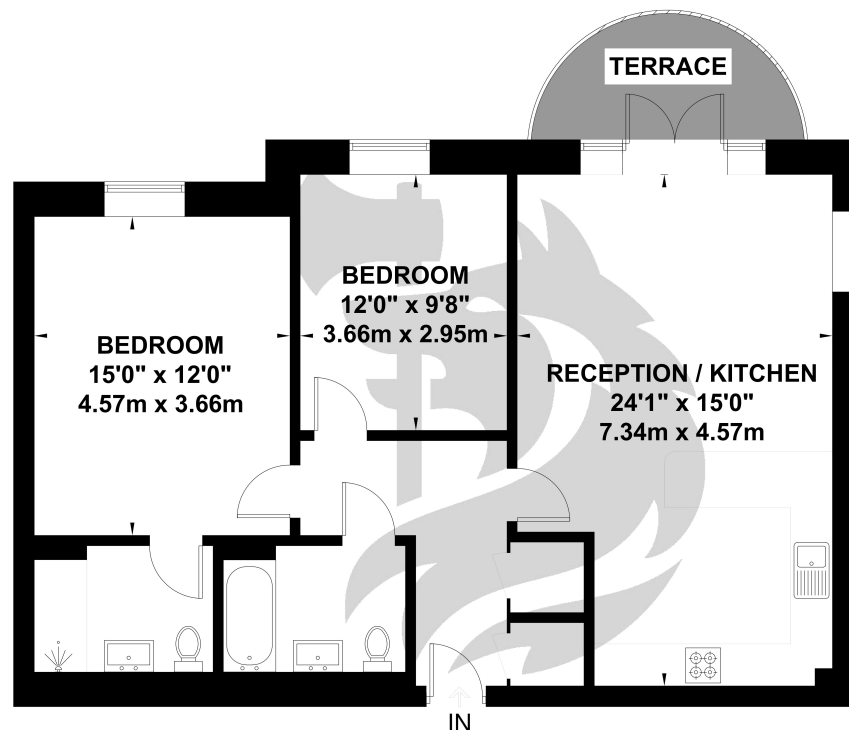 TERRACE
BEDROOM
12'0" x 9'8"
3.66m x 2.95m
BEDROOM
15'0" x 12'0"
4.57m x 3.66m
RECEPTION / KITCHEN
24'1" x 15'0"
7.34m x 4.57m
IN